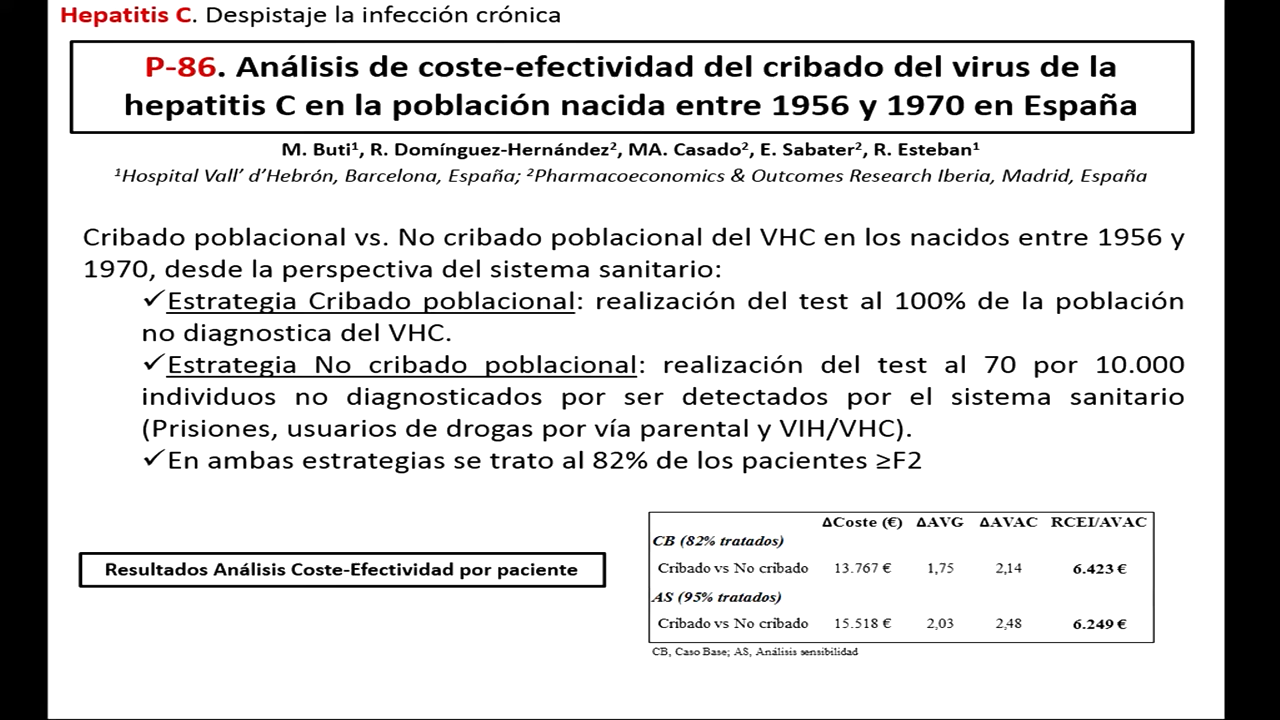 Hepatitis C. Despistaje la infección crónica
P-86. Análisis de coste-efectividad del cribado del virus de la
hepatitis C en la población nacida entre 1956 y 1970 en España
M. Buti¹, R. Domínguez-Hernández², MA. Casado², E. Sabater², R. Esteban¹
¹Hospital Vall’ d’Hebrón, Barcelona, España; ²Pharmacoeconomics & Outcomes Research Iberia, Madrid, España
Cribado poblacional vs. No cribado poblacional del VHC en los nacidos entre 1956 y
1970, desde la perspectiva del sistema sanitario:
✓Estrategia Cribado poblacional: realización del test al 100% de la población
no diagnostica del VHC.
✓Estrategia No cribado poblacional: realización del test al 70 por 10.000
individuos no diagnosticados por ser detectados por el sistema sanitario
(Prisiones, usuarios de drogas por vía parental y VIH/VHC).
✓En ambas estrategias se trato al 82% de los pacientes ≥F2
Resultados Análisis Coste-Efectividad por paciente
ΔCoste (€) ΔAVG ΔAVAC RCEI/AVAC
CB (82% tratados)
Cribado vs No cribado 13.767 € 1,75 2,14 6.423 €
AS (95% tratados)
Cribado vs No cribado 15.518 € 2,03 2,48 6.249 €
CB, Caso Base; AS, Análisis sensibilidad